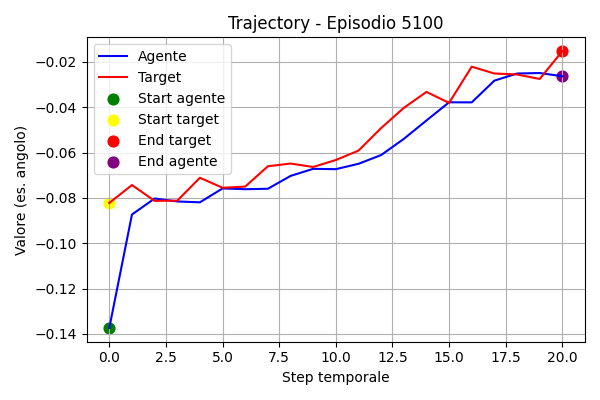 Trajectory - Episodio 5100
Agente
Target
Start agente
Start target
End target
End agente
Valore (es. angolo)
−0.02
−0.04
−0.06
−0.08
−0.10
−0.12
−0.14
0.0 2.5 5.0 7.5 10.0 12.5 15.0 17.5 20.0
Step temporale